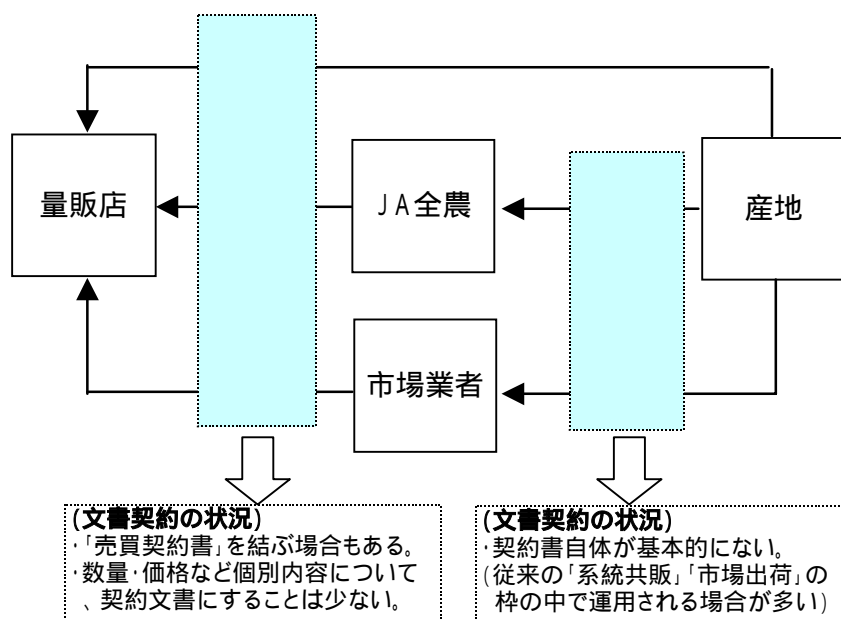 量販店
JA全農
産地
市場業者
(文書契約の状況)
・「売買契約書」を結ぶ場合もある。
・数量・価格など個別内容について
、契約文書にすることは少ない。
(文書契約の状況)
・契約書自体が基本的にない。
(従来の「系統共販」「市場出荷」の
枠の中で運用される場合が多い)